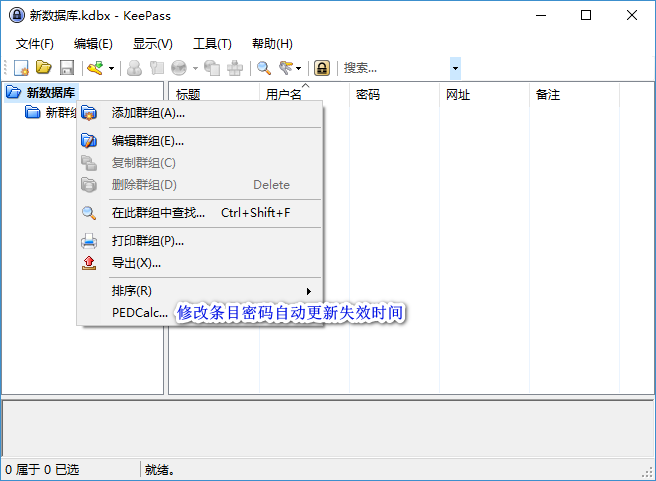 新数据库.kdbx - KeePass
文件(F) 编辑(E) 显示(V) 工具(T) 帮助(H)
搜索...
新数据库
新群组
标题 用户名 密码 网址 备注
添加群组(A)...
编辑群组(E)...
复制群组(C)
删除群组(D) Delete
在此群组中查找... Ctrl+Shift+F
打印群组(P)...
导出(X)...
排序(R)
PEDCalc... 修改条目密码自动更新失效时间
0 属于 0 已选 就绪。